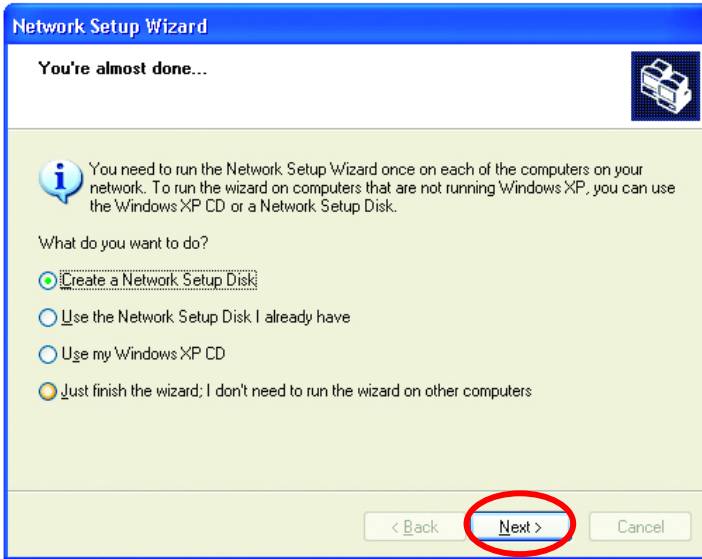 Network Setup Wizard
You're almost done...
You need to run the Network Setup Wizard once on each of the computers on your
network. To run the wizard on computers that are not running Windows XP, you can use
the Windows XP CD or a Network Setup Disk.
What do you want to do?
Create a Network Setup Disk
Use the Network Setup Disk I already have
Use my Windows XP CD
Just finish the wizard; I don't need to run the wizard on other computers
< Back Next > Cancel